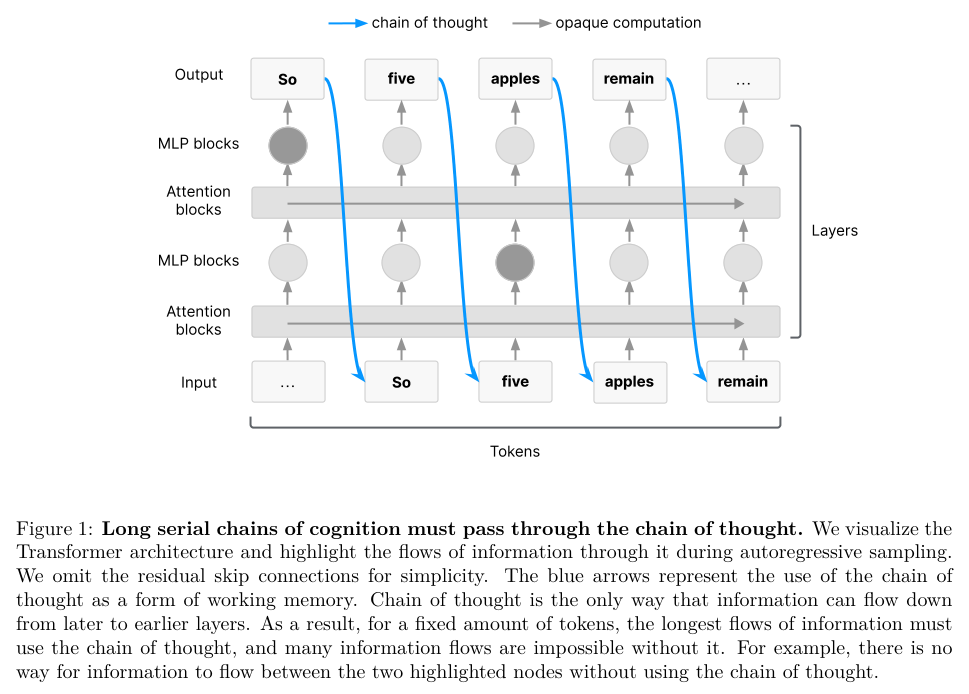 chain of thought opaque computation
Output So five apples remain ...
MLP blocks
Attention
blocks
Layers
MLP blocks
Attention
blocks
Input ... So five apples remain
Tokens
Figure 1: Long serial chains of cognition must pass through the chain of thought. We visualize the
Transformer architecture and highlight the flows of information through it during autoregressive sampling.
We omit the residual skip connections for simplicity. The blue arrows represent the use of the chain of
thought as a form of working memory. Chain of thought is the only way that information can flow down
from later to earlier layers. As a result, for a fixed amount of tokens, the longest flows of information must
use the chain of thought, and many information flows are impossible without it. For example, there is no
way for information to flow between the two highlighted nodes without using the chain of thought.